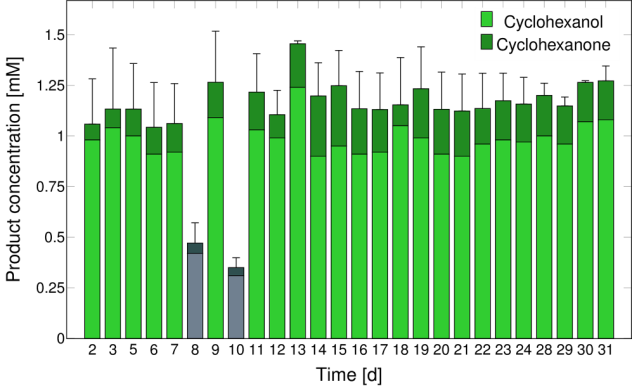 Product concentration [mM]
1.5
1.25
1
0.75
0.5
0.25
0
Cyclohexanol
Cyclohexanone
2 3 5 6 7 8 9 10 11 12 13 14 15 16 17 18 19 20 21 22 23 24 28 29 30 31
Time [d]